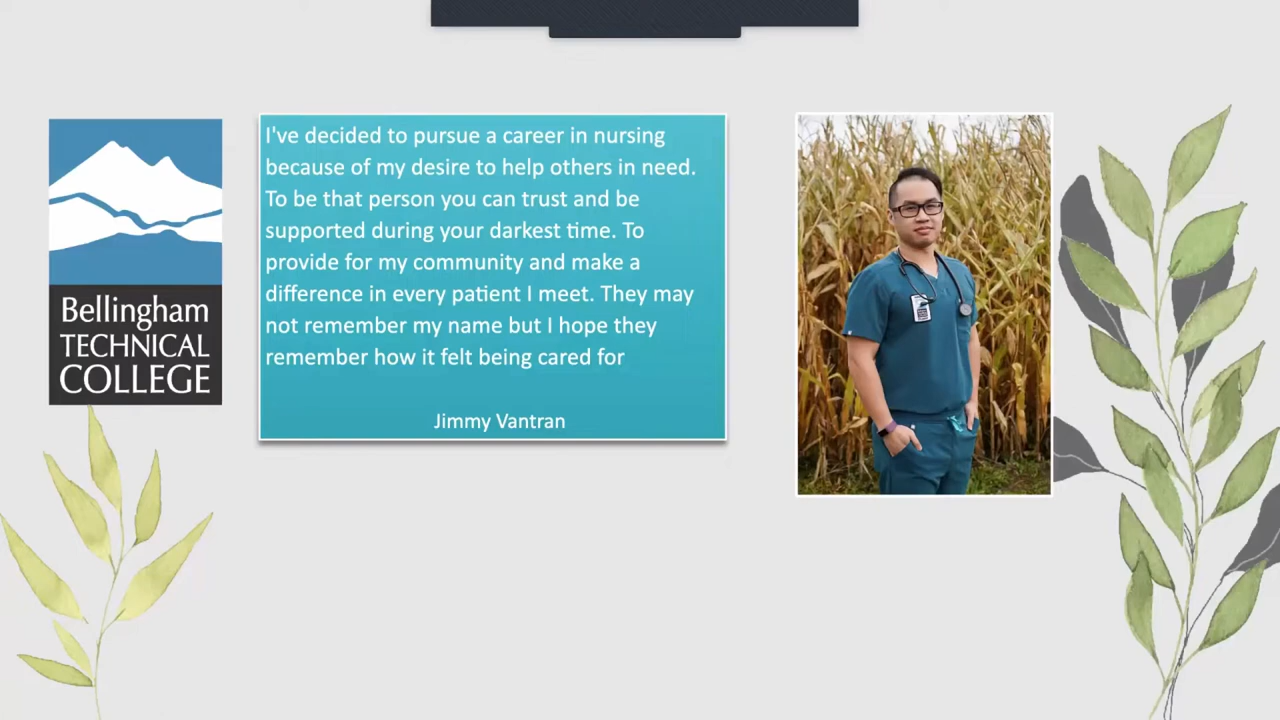 Bellingham
TECHNICAL
COLLEGE
I've decided to pursue a career in nursing
because of my desire to help others in need.
To be that person you can trust and be
supported during your darkest time. To
provide for my community and make a
difference in every patient I meet. They may
not remember my name but I hope they
remember how it felt being cared for
Jimmy Vantran